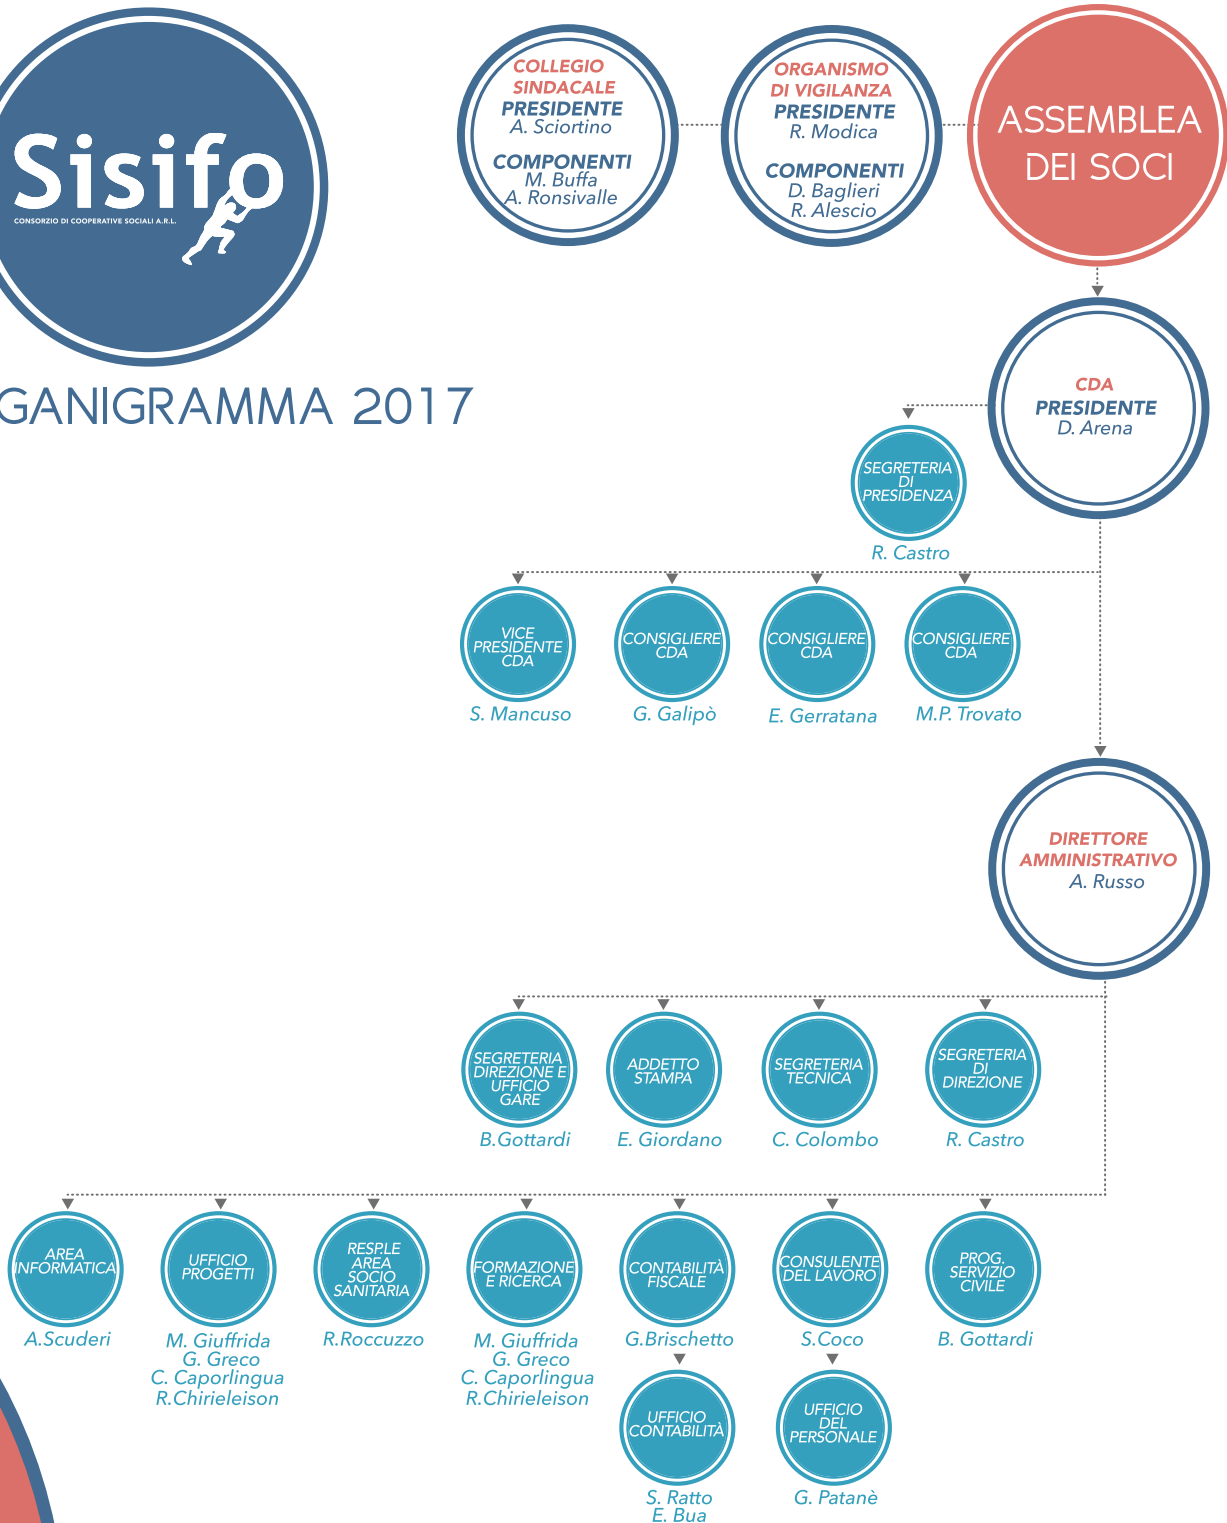 Sisifo
CONSORZIO DI COOPERATIVE SOCIALI A.R.L.
GANIGRAMMA 2017
COLLEGIO
SINDACALE
PRESIDENTE
A. Sciortino
COMPONENTI
M. Buffa
A. Ronsivalle
ORGANISMO
DI VIGILANZA
PRESIDENTE
R. Modica
COMPONENTI
D. Baglieri
R. Alescio
ASSEMBLEA
DEI SOCI
CDA
PRESIDENTE
D. Arena
SEGRETERIA
DI
PRESIDENZA
R. Castro
VICE
PRESIDENTE
CDA
S. Mancuso
CONSIGLIERE
CDA
G. Galipò
CONSIGLIERE
CDA
E. Gerratana
CONSIGLIERE
CDA
M.P. Trovato
DIRETTORE
AMMINISTRATIVO
A. Russo
SEGRETERIA
DIREZIONE E
UFFICIO
GARE
B.Gottardi
ADDETTO
STAMPA
E. Giordano
SEGRETERIA
TECNICA
C. Colombo
SEGRETERIA
DI
DIREZIONE
R. Castro
AREA
INFORMATICA
A.Scuderi
UFFICIO
PROGETTI
M. Giuffrida
G. Greco
C. Caporlingua
R.Chirieleison
RESP.LE
AREA
SOCIO
SANITARIA
R.Roccuzzo
FORMAZIONE
E RICERCA
M. Giuffrida
G. Greco
C. Caporlingua
R.Chirieleison
CONTABILITÀ
FISCALE
G.Brischetto
CONSULENTE
DEL LAVORO
S.Coco
PROG.
SERVIZIO
CIVILE
B. Gottardi
UFFICIO
CONTABILITÀ
S. Ratto
E. Bua
UFFICIO
DEL
PERSONALE
G. Patanè